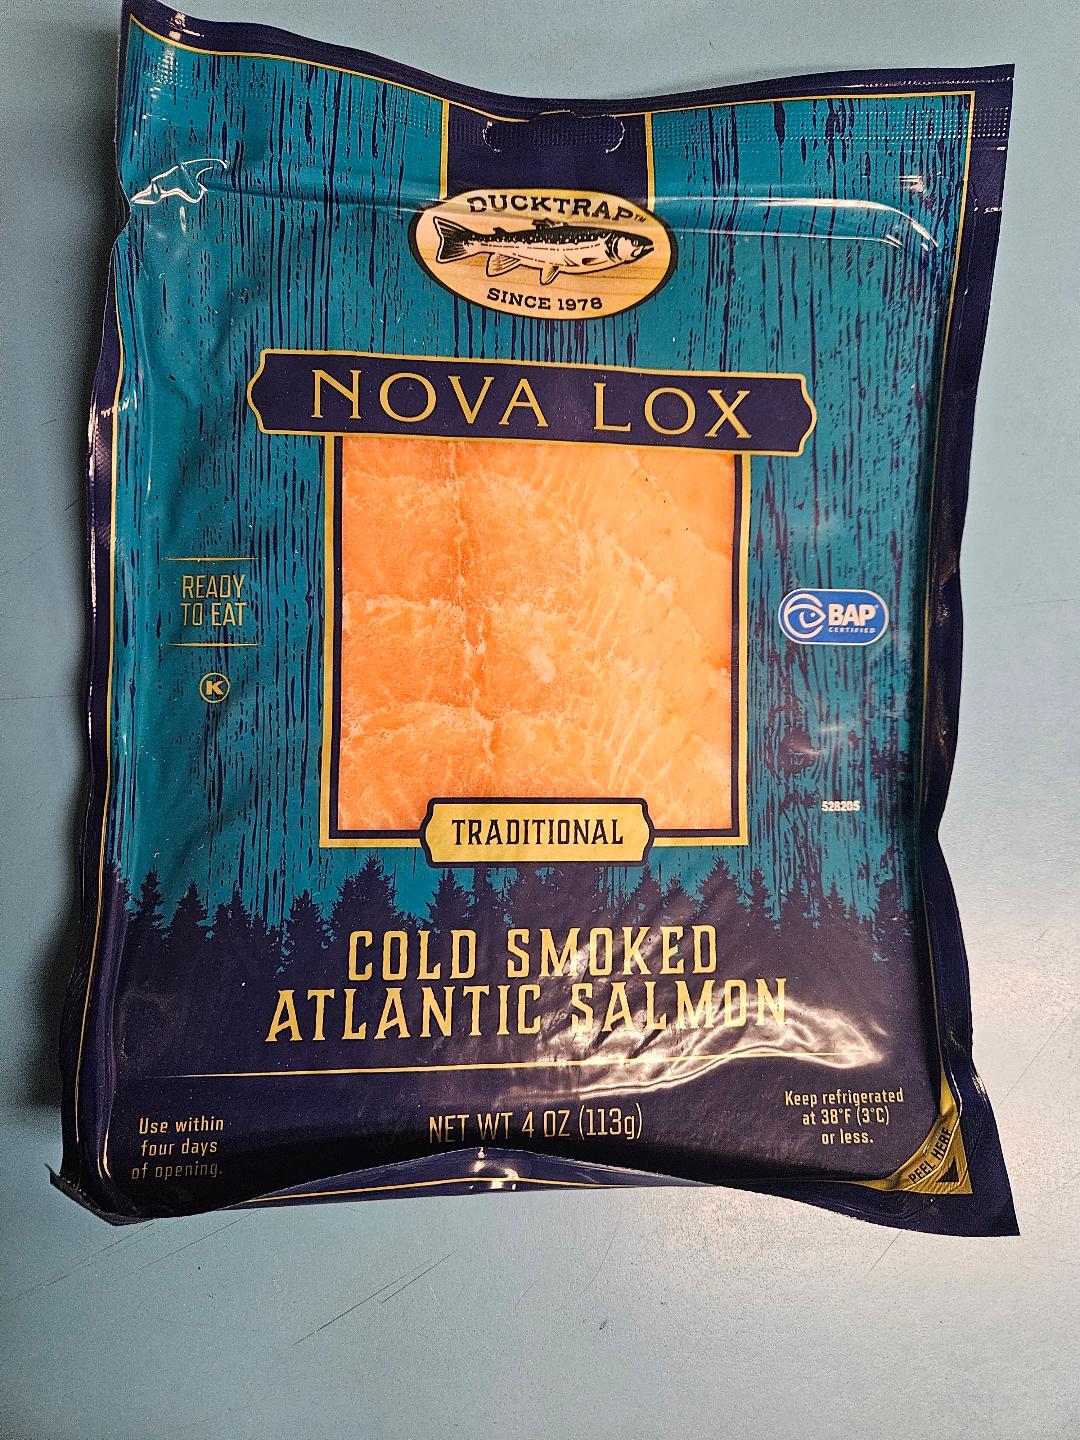 DUCKTRAP™
SINCE 1978
NOVA LOX
READY
TO EAT
K
BAP®
CERTIFIED
528205
TRADITIONAL
COLD SMOKED
ATLANTIC SALMON
Use within
four days
of opening.
NET WT 4 OZ (113g)
Keep refrigerated
at 38°F (3°C)
or less.
PEEL HERE